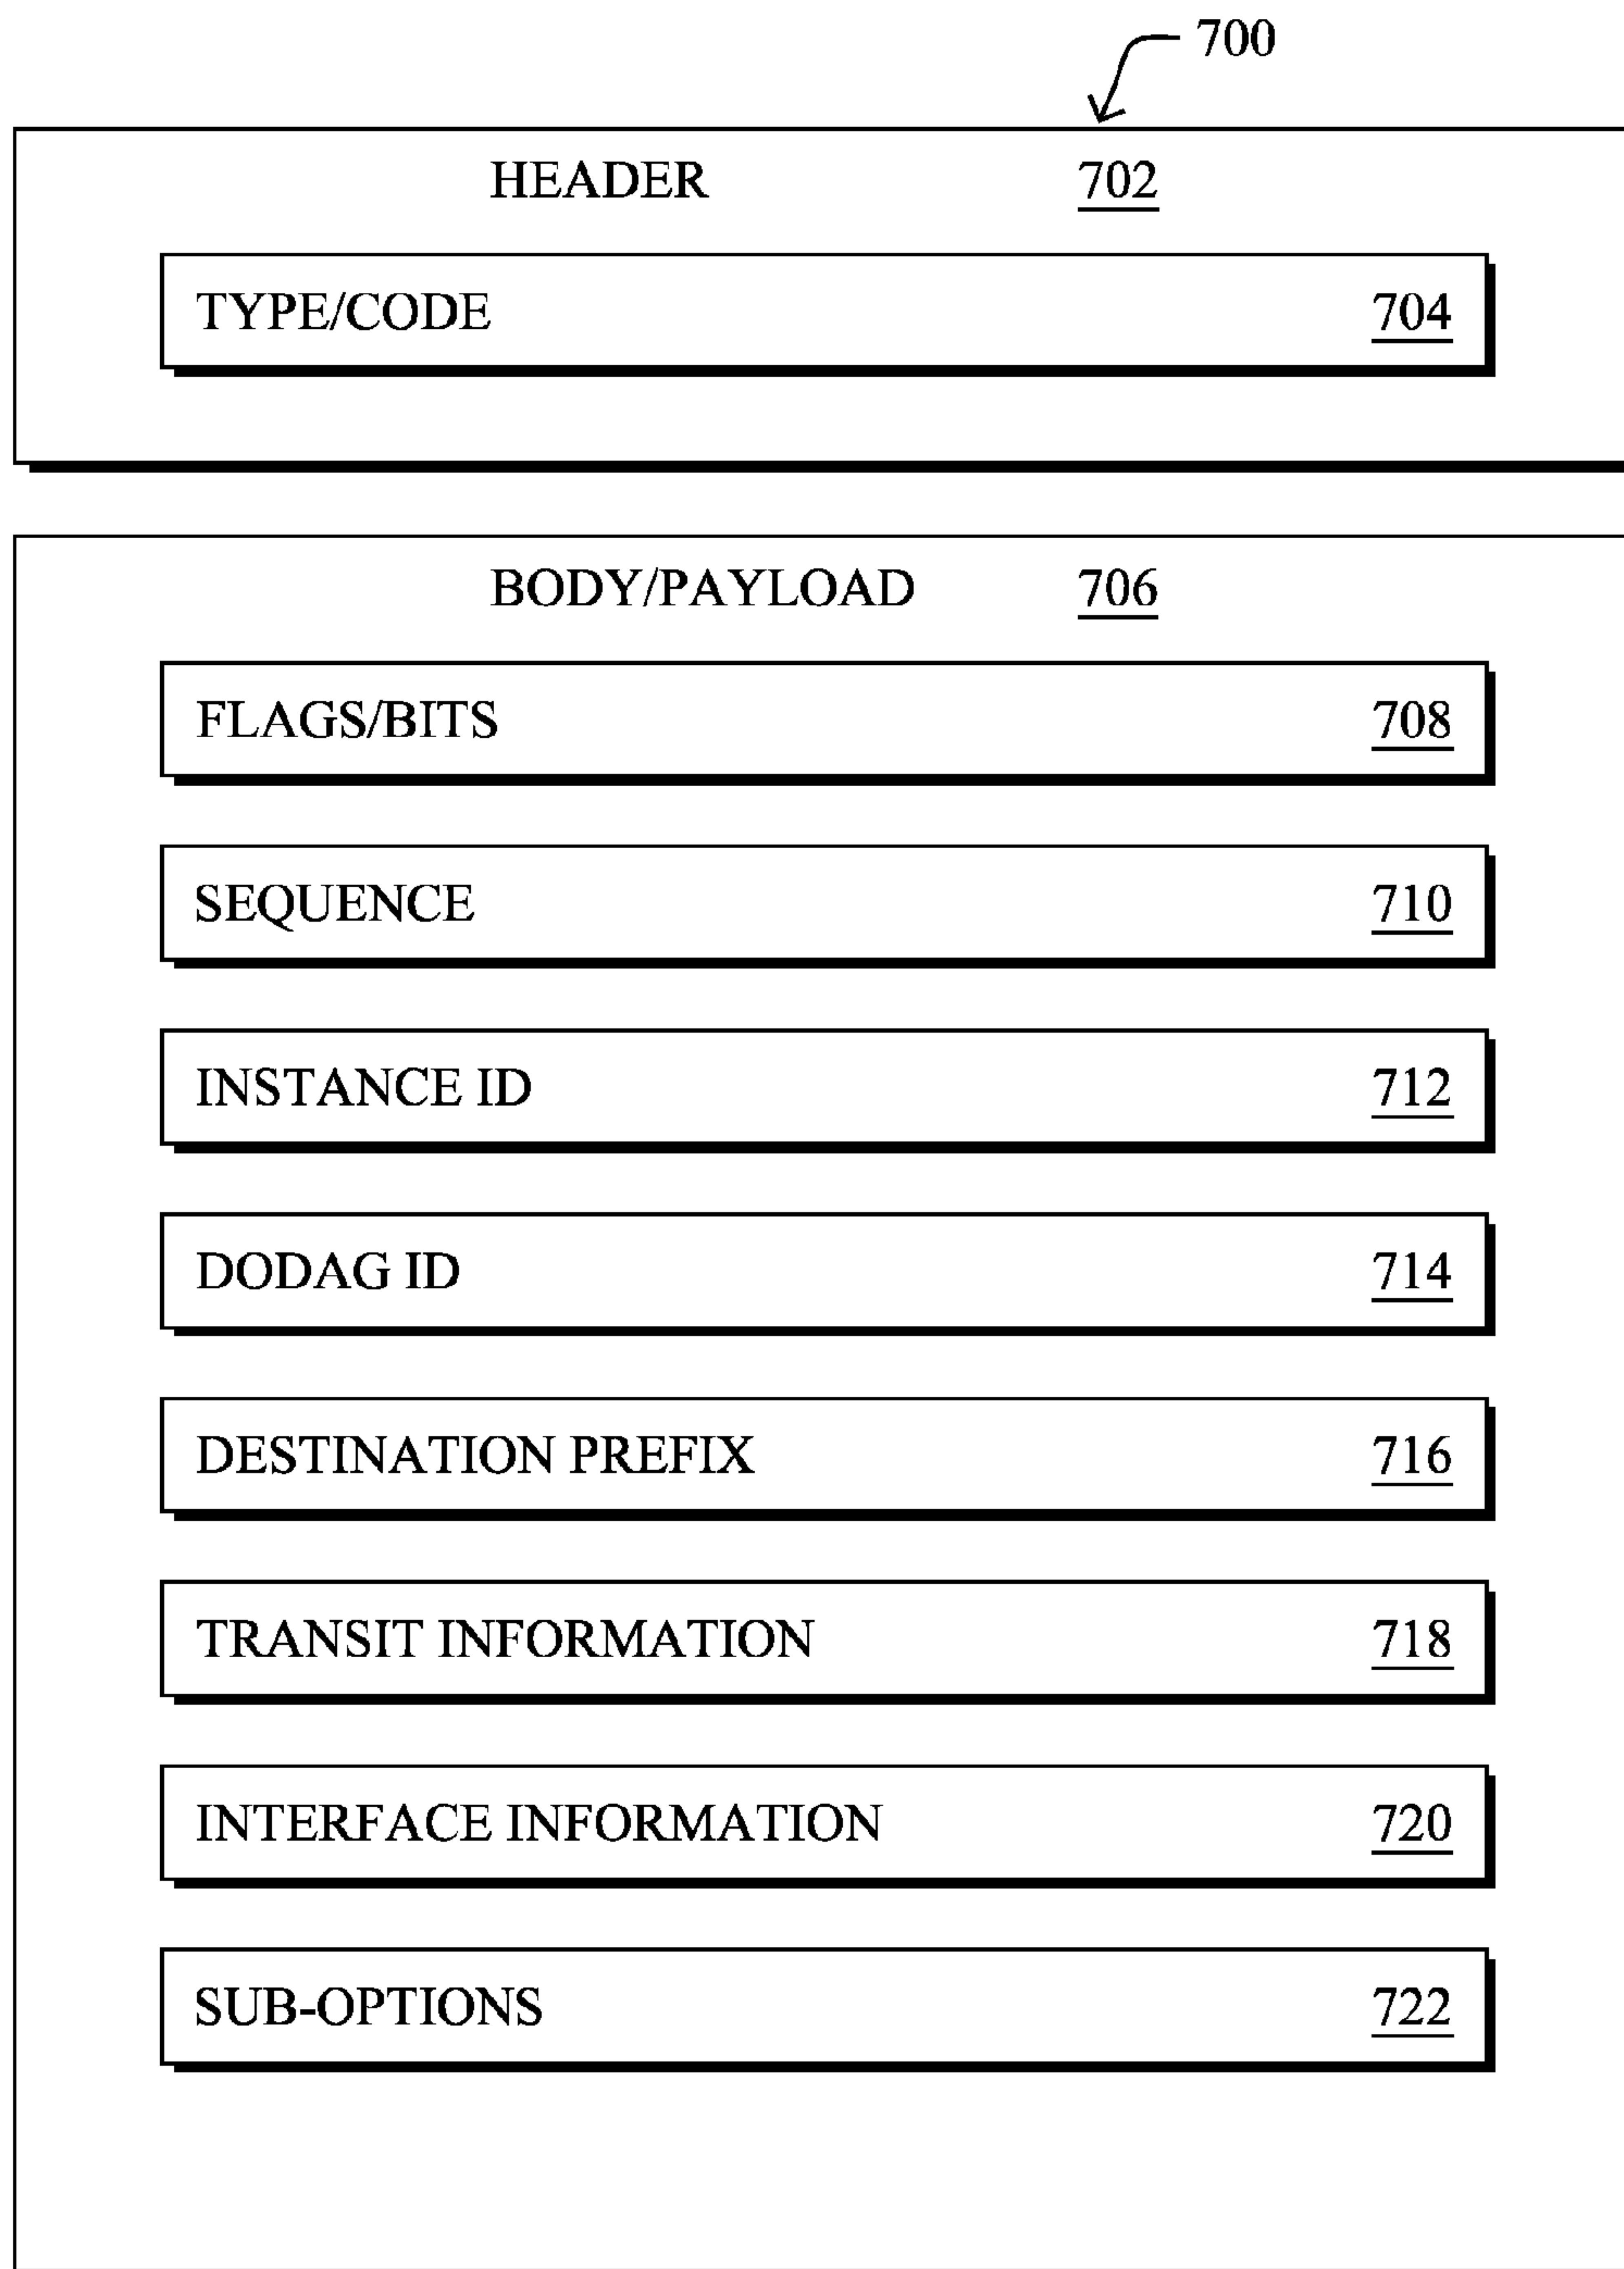 700
HEADER 702
TYPE/CODE 704
BODY/PAYLOAD 706
FLAGS/BITS 708
SEQUENCE 710
INSTANCE ID 712
DODAG ID 714
DESTINATION PREFIX 716
TRANSIT INFORMATION 718
INTERFACE INFORMATION 720
SUB-OPTIONS 722